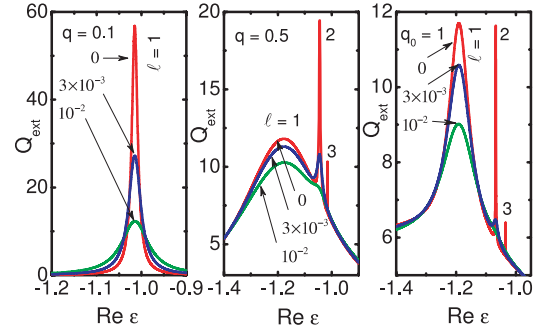 60
40
20
0
Q_ext
q = 0.1
ℓ = 1
0
3×10⁻³
10⁻²
-1.2 -1.1 -1.0 -0.9
Re ε
20
15
10
5
Q_ext
q = 0.5
2
3
ℓ = 1
0
3×10⁻³
10⁻²
-1.4 -1.2 -1.0
Re ε
12
10
8
6
Q_ext
q₀ = 1
ℓ = 1
0
3×10⁻³
10⁻²
2
3
-1.4 -1.2 -1.0
Re ε